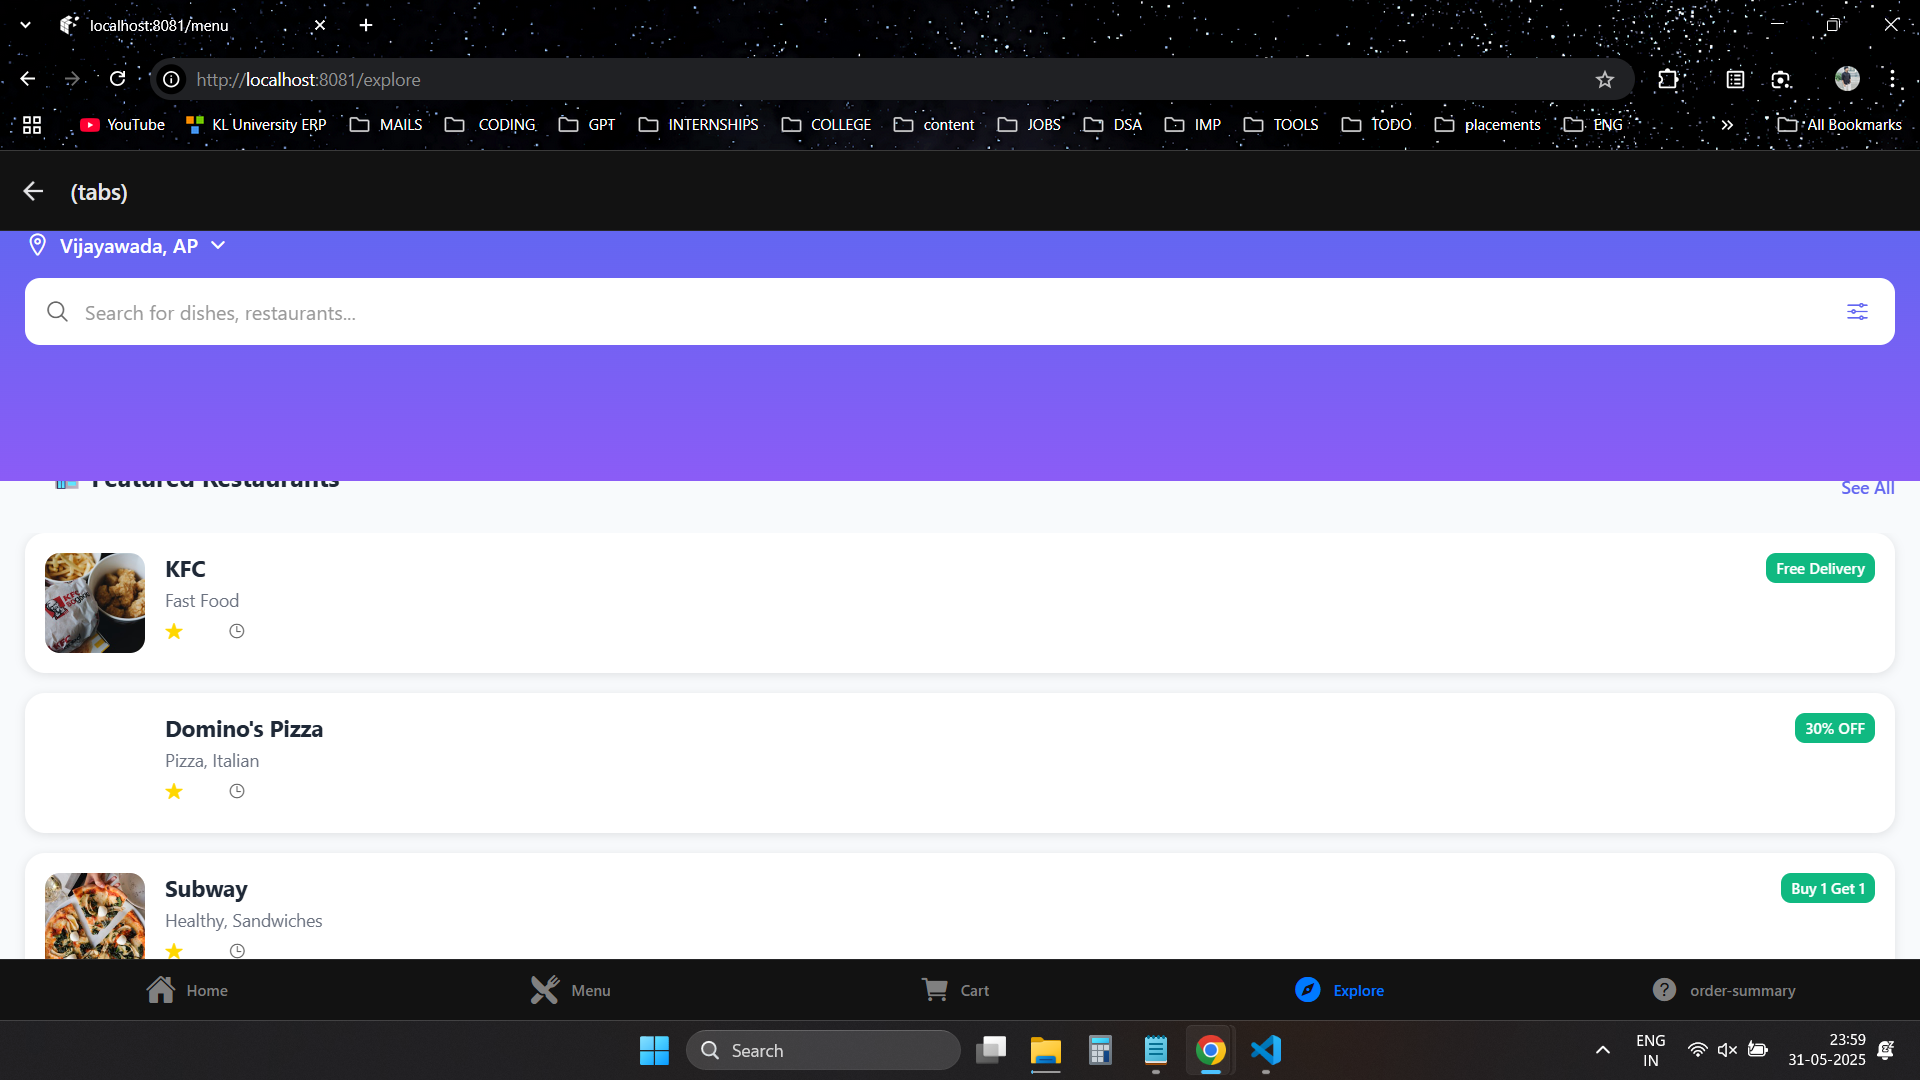 localhost:8081/menu
http://localhost:8081/explore
YouTube KL University ERP MAILS CODING GPT INTERNSHIPS COLLEGE content JOBS DSA IMP TOOLS TODO placements ENG » All Bookmarks
(tabs)
Vijayawada, AP
Search for dishes, restaurants...
Featured Restaurants
See All
KFC
Free Delivery
Fast Food
Domino's Pizza
30% OFF
Pizza, Italian
Subway
Buy 1 Get 1
Healthy, Sandwiches
Home Menu Cart Explore order-summary
Search
ENG
IN
23:59
31-05-2025